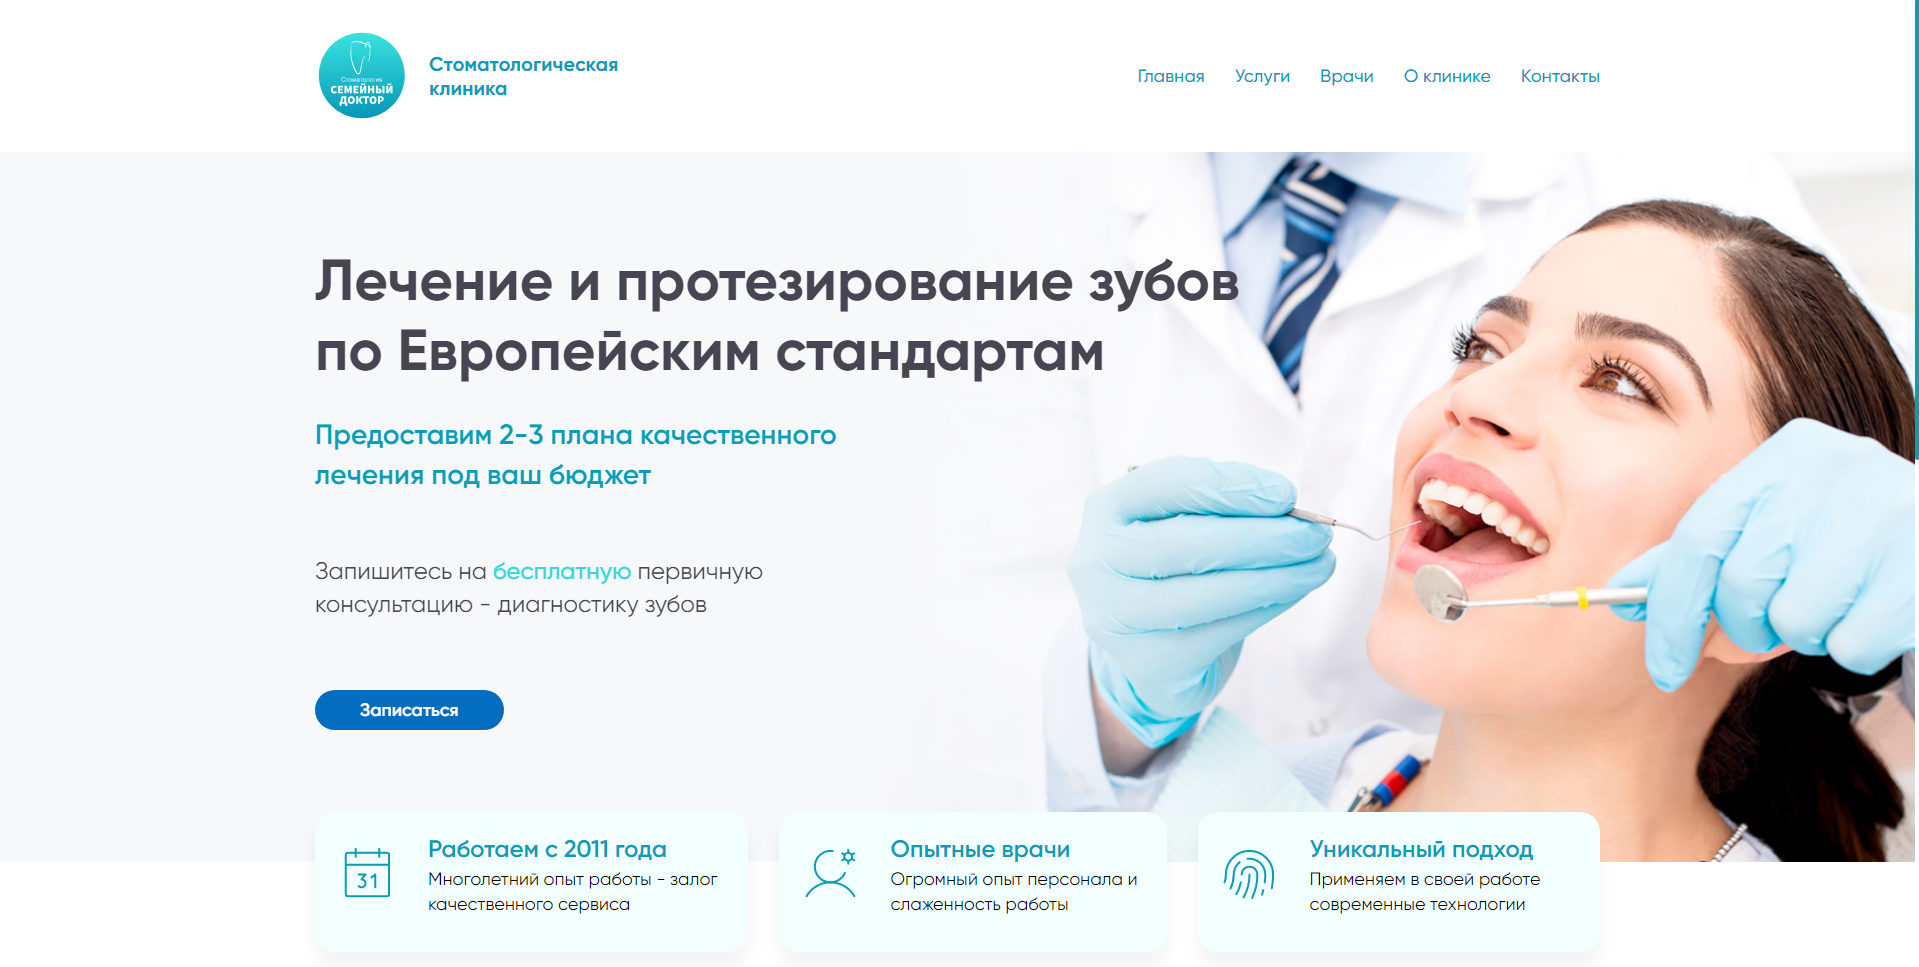 Стоматология
СЕМЕЙНЫЙ
ДОКТОР
Стоматологическая
клиника
Главная Услуги Врачи О клинике Контакты
Лечение и протезирование зубов
по Европейским стандартам
Предоставим 2-3 плана качественного
лечения под ваш бюджет
Запишитесь на бесплатную первичную
консультацию - диагностику зубов
Записаться
31
Работаем с 2011 года
Многолетний опыт работы - залог
качественного сервиса
Опытные врачи
Огромный опыт персонала и
слаженность работы
Уникальный подход
Применяем в своей работе
современные технологии